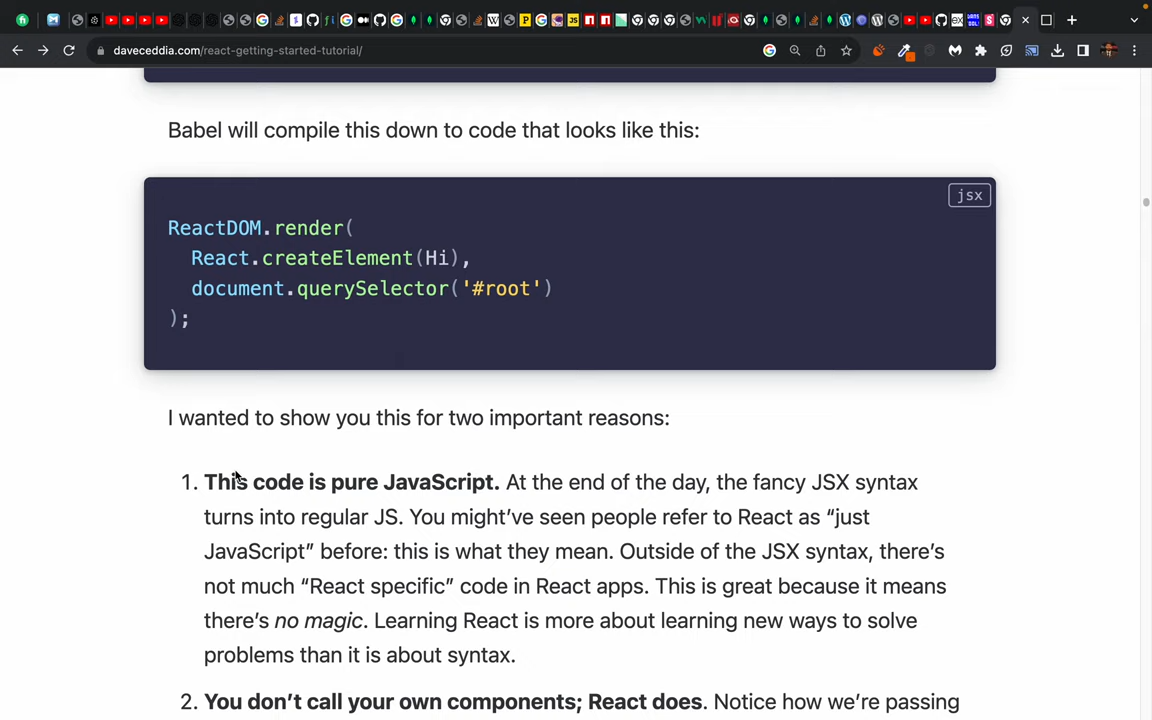 daveceddia.com/react-getting-started-tutorial/
Babel will compile this down to code that looks like this:
jsx
ReactDOM.render(
  React.createElement(Hi),
  document.querySelector('#root')
);
I wanted to show you this for two important reasons:
1. This code is pure JavaScript. At the end of the day, the fancy JSX syntax
turns into regular JS. You might’ve seen people refer to React as “just
JavaScript” before: this is what they mean. Outside of the JSX syntax, there’s
not much “React specific” code in React apps. This is great because it means
there’s no magic. Learning React is more about learning new ways to solve
problems than it is about syntax.
2. You don’t call your own components; React does. Notice how we’re passing